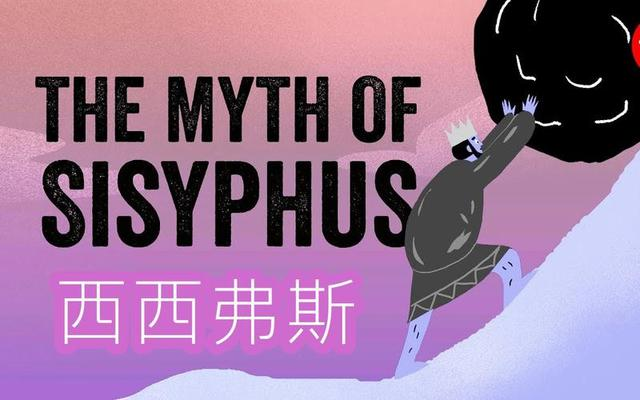 THE MYTH OF
SISYPHUS
西西弗斯